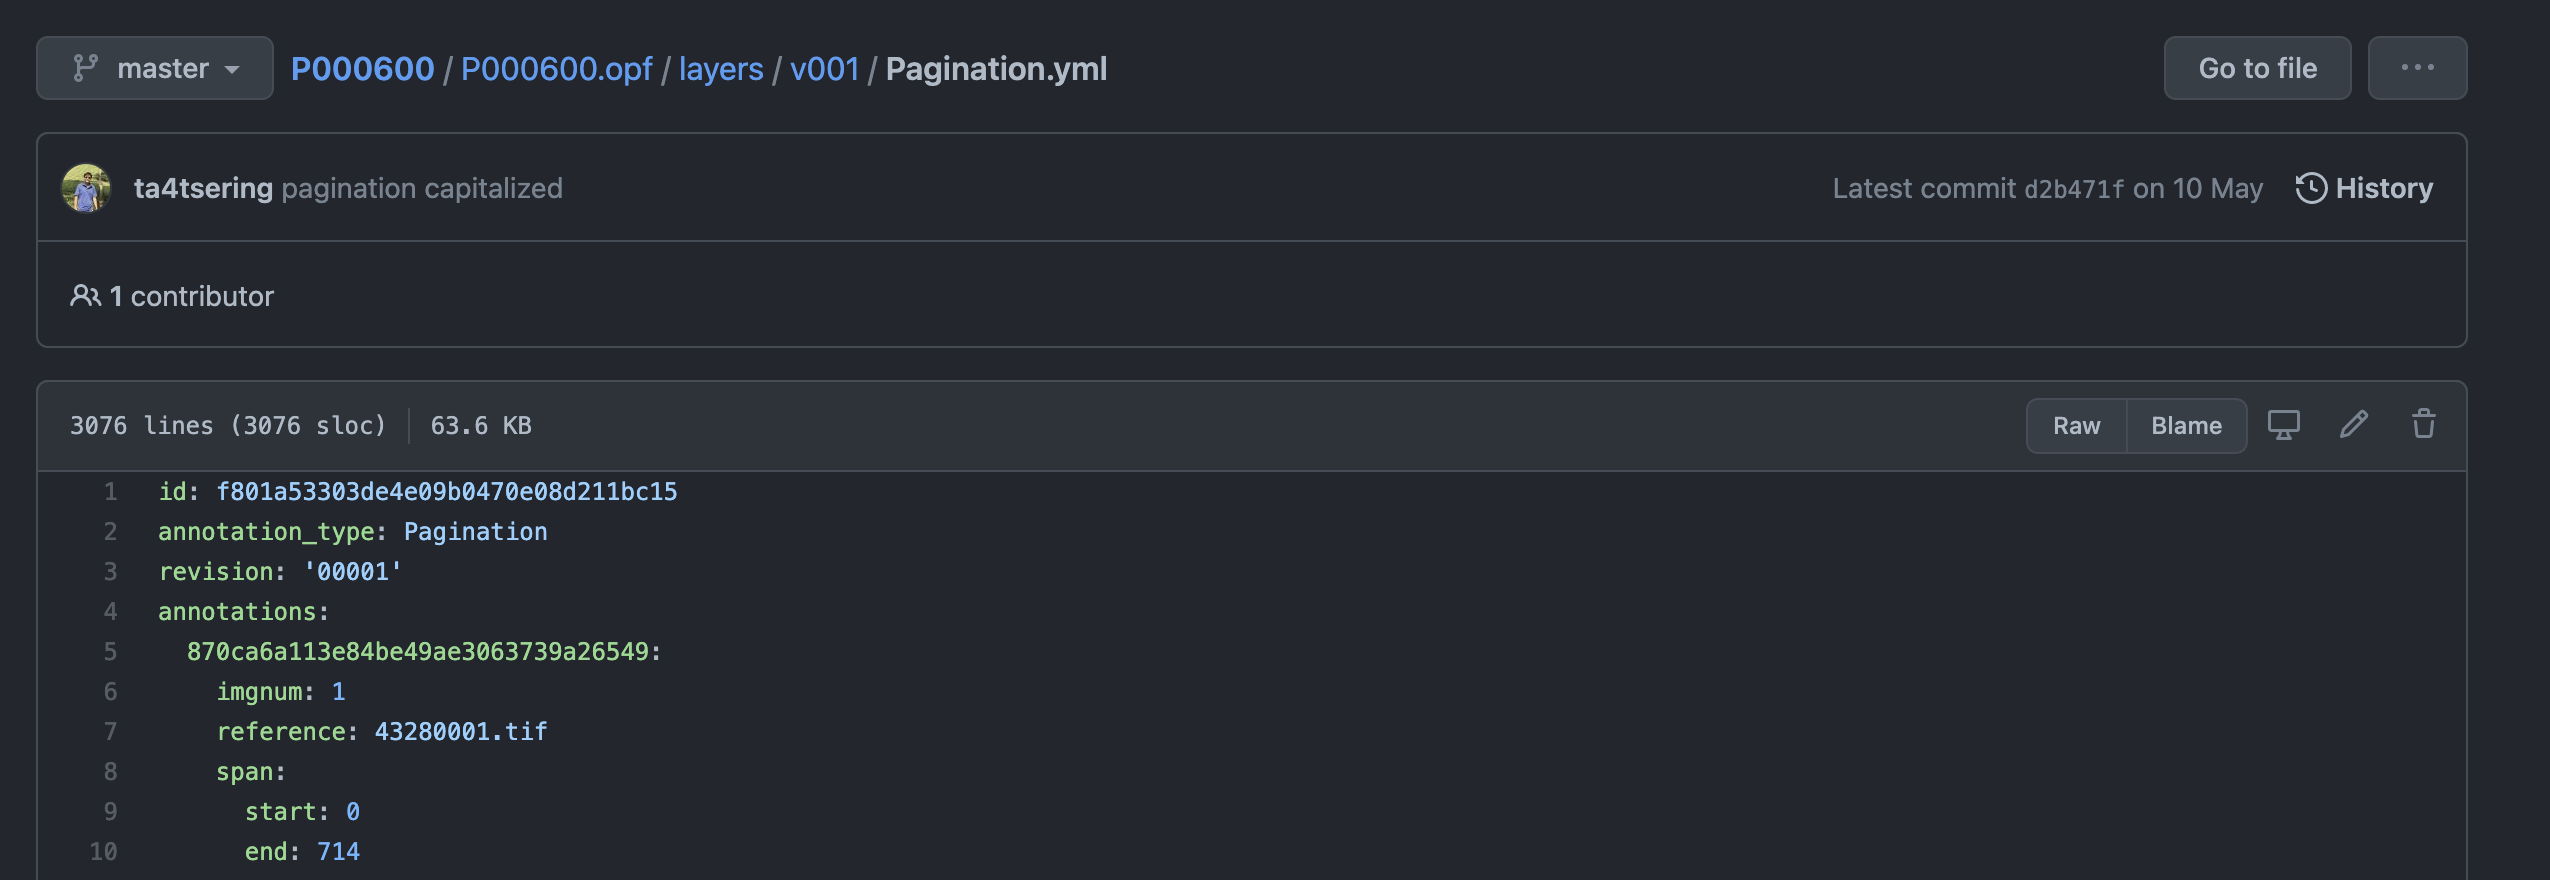 master P000600 / P000600.opf / layers / v001 / Pagination.yml Go to file ...
ta4tsering pagination capitalized Latest commit d2b471f on 10 May History
1 contributor
3076 lines (3076 sloc) 63.6 KB Raw Blame
1 id: f801a53303de4e09b0470e08d211bc15
2 annotation_type: Pagination
3 revision: '00001'
4 annotations:
5 870ca6a113e84be49ae3063739a26549:
6 imgnum: 1
7 reference: 43280001.tif
8 span:
9 start: 0
10 end: 714